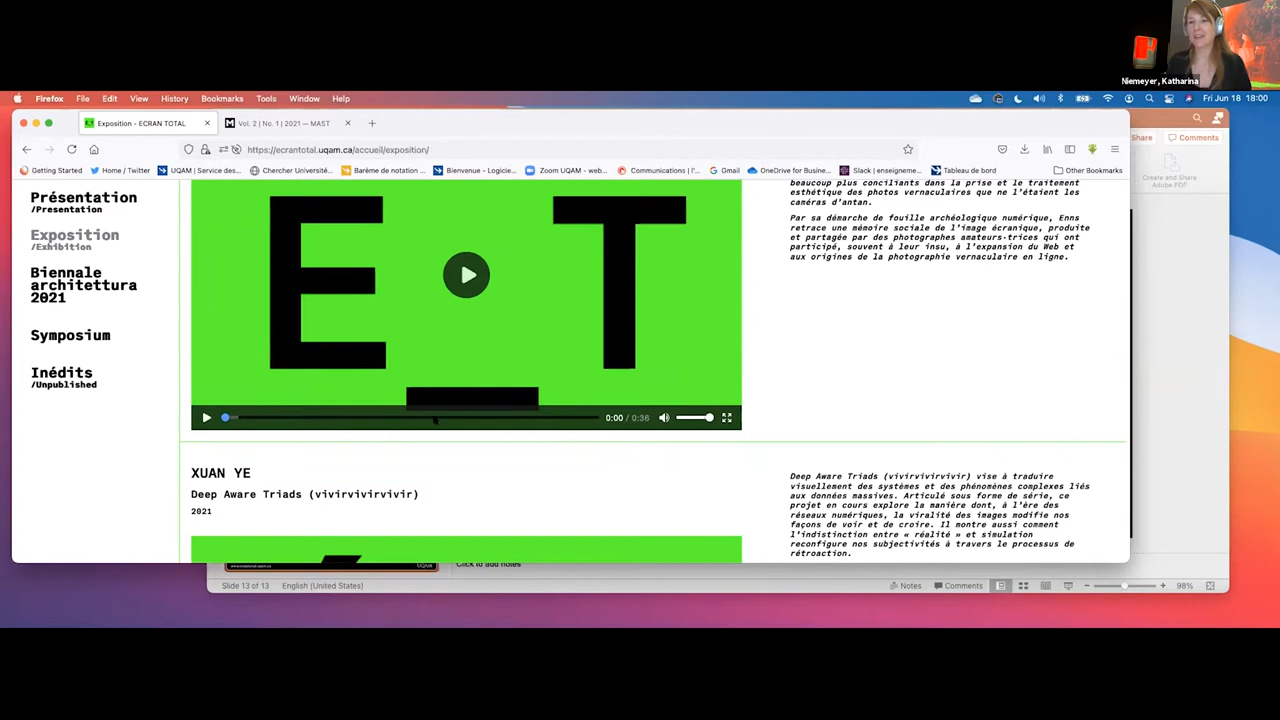 Niemeyer, Katharina
Firefox File Edit View History Bookmarks Tools Window Help Fri Jun 18 18:00
Exposition - ECRAN TOTAL
Vol. 2 | No. 1 | 2021 — MAST
https://ecrantotal.uqam.ca/accueil/exposition/
Getting Started Home / Twitter UQAM | Service des... Chercher Université... Barème de notation ... Bienvenue - Logicie... Zoom UQAM - web... Communications | l'... Gmail OneDrive for Busin... Slack | enseigneme... Tableau de bord Other Bookmarks
Share Comments
Create and Share
Adobe PDF
Présentation
/Presentation
Exposition
/Exhibition
Biennale
architettura
2021
Symposium
Inédits
/Unpublished
E T
0:00 / 0:36
beaucoup plus conciliants dans la prise et le traitement
esthétique des photos vernaculaires que ne l'étaient les
caméras d'antan.
Par sa démarche de fouille archéologique numérique, Enns
retrace une mémoire sociale de l'image écranique, produite
et partagée par des photographes amateurs·trices qui ont
participé, souvent à leur insu, à l'expansion du Web et
aux origines de la photographie vernaculaire en ligne.
XUAN YE
Deep Aware Triads (vivirvivirvivir)
2021
Deep Aware Triads (vivirvivirvivir) vise à traduire
visuellement des systèmes et des phénomènes complexes liés
aux données massives. Articulé sous forme de série, ce
projet en cours explore la manière dont, à l'ère des
réseaux numériques, la viralité des images modifie nos
façons de voir et de croire. Il montre aussi comment
l'indistinction entre « réalité » et simulation
reconfigure nos subjectivités à travers le processus de
rétroaction.
UQAM
Click to add notes
Slide 13 of 13 English (United States) Notes Comments 98%